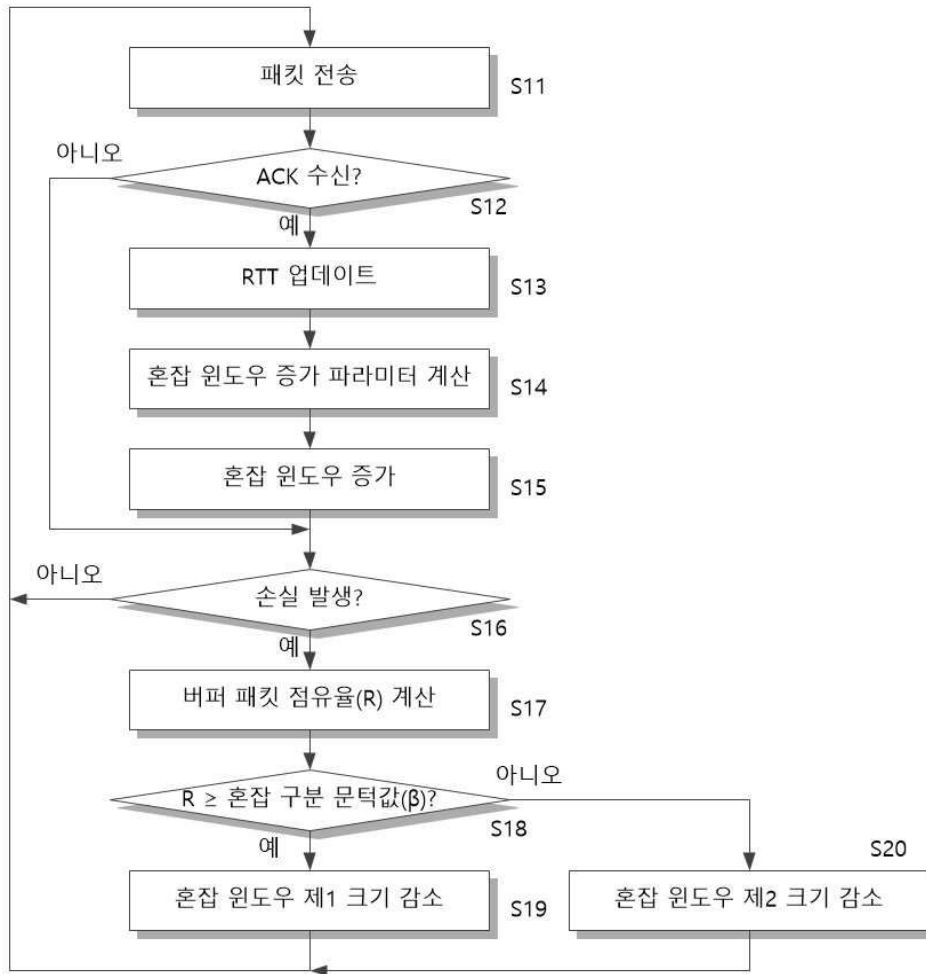 패킷 전송
S11
아니오
ACK 수신?
S12
예
RTT 업데이트
S13
혼잡 윈도우 증가 파라미터 계산
S14
혼잡 윈도우 증가
S15
아니오
손실 발생?
S16
예
버퍼 패킷 점유율(R) 계산
S17
아니오
R ≥ 혼잡 구분 문턱값(β)?
S18
예
S20
혼잡 윈도우 제1 크기 감소
S19
혼잡 윈도우 제2 크기 감소